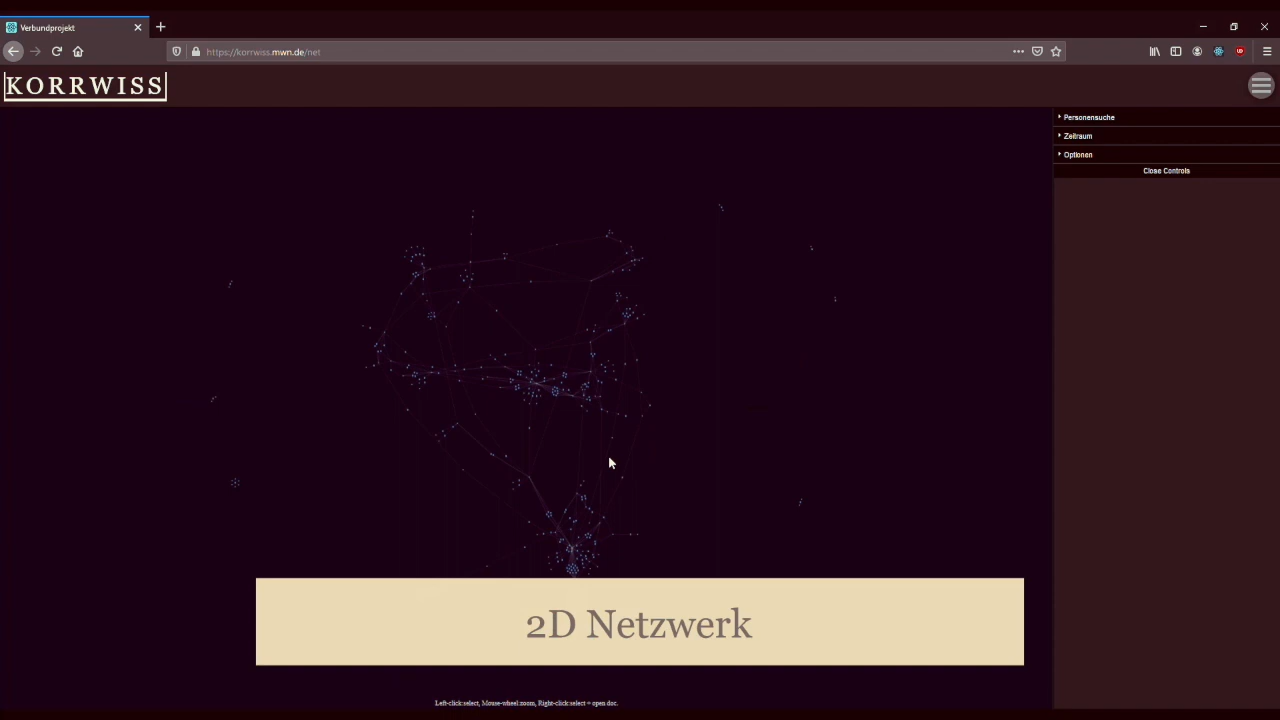 Verbundprojekt
https://korrwiss.mwn.de/net
KORRWISS
Personensuche
Zeitraum
Optionen
Close Controls
2D Netzwerk
Left-click:select, Mouse-wheel:zoom, Right-click:select + open doc.